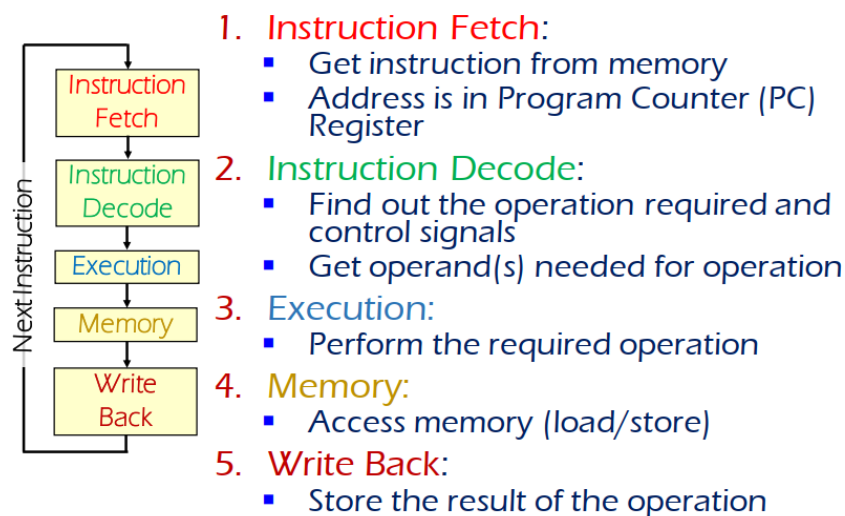 Next Instruction
Instruction
Fetch
Instruction
Decode
Execution
Memory
Write
Back
1. Instruction Fetch:
▪ Get instruction from memory
▪ Address is in Program Counter (PC)
Register
2. Instruction Decode:
▪ Find out the operation required and
control signals
▪ Get operand(s) needed for operation
3. Execution:
▪ Perform the required operation
4. Memory:
▪ Access memory (load/store)
5. Write Back:
▪ Store the result of the operation